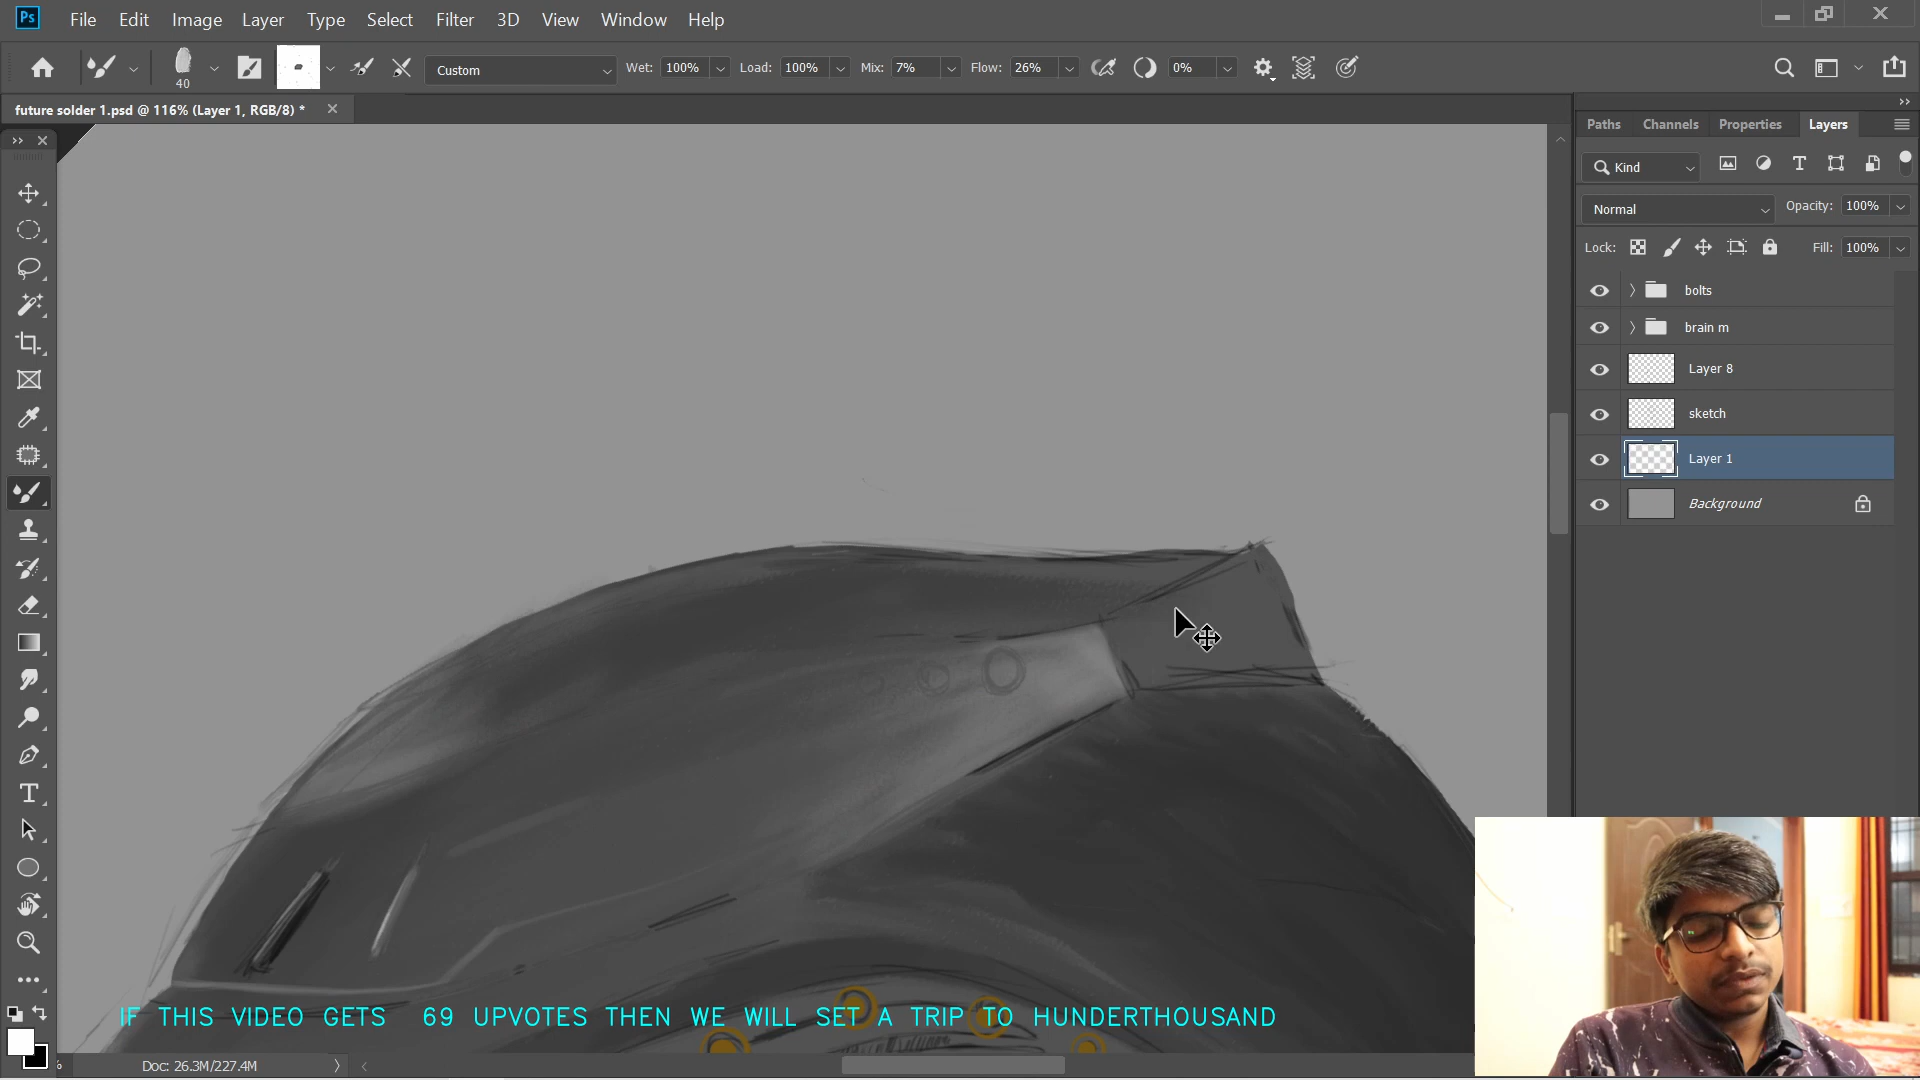 Ps File Edit Image Layer Type Select Filter 3D View Window Help
40 Custom Wet: 100% Load: 100% Mix: 7% Flow: 26% 0%
future solder 1.psd @ 116% (Layer 1, RGB/8) *
Paths Channels Properties Layers
Kind
Normal Opacity: 100%
Lock: Fill: 100%
bolts
brain m
Layer 8
sketch
Layer 1
Background
IF THIS VIDEO GETS 69 UPVOTES THEN WE WILL SET A TRIP TO HUNDERTHOUSAND
% Doc: 26.3M/227.4M